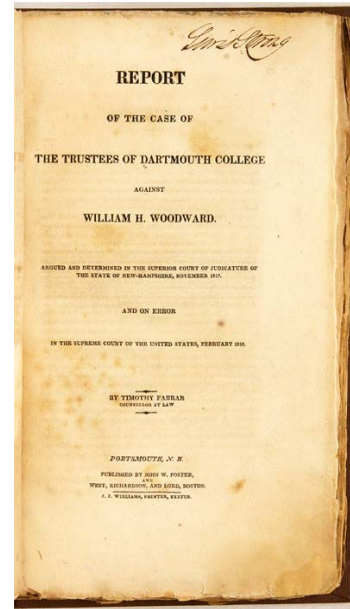 REPORT
OF THE CASE OF
THE TRUSTEES OF DARTMOUTH COLLEGE
AGAINST
WILLIAM H. WOODWARD.
ARGUED AND DETERMINED IN THE SUPERIOR COURT OF JUDICATURE OF
THE STATE OF NEW-HAMPSHIRE, NOVEMBER 1817.
AND ON ERROR
IN THE SUPREME COURT OF THE UNITED STATES, FEBRUARY 1819.
BY TIMOTHY FARRAR
COUNSELLOR AT LAW
PORTSMOUTH, N. H.
PUBLISHED BY JOHN W. FOSTER,
AND
WEST, RICHARDSON, AND LORD, BOSTON.
J. J. WILLIAMS, PRINTER, EXETER.